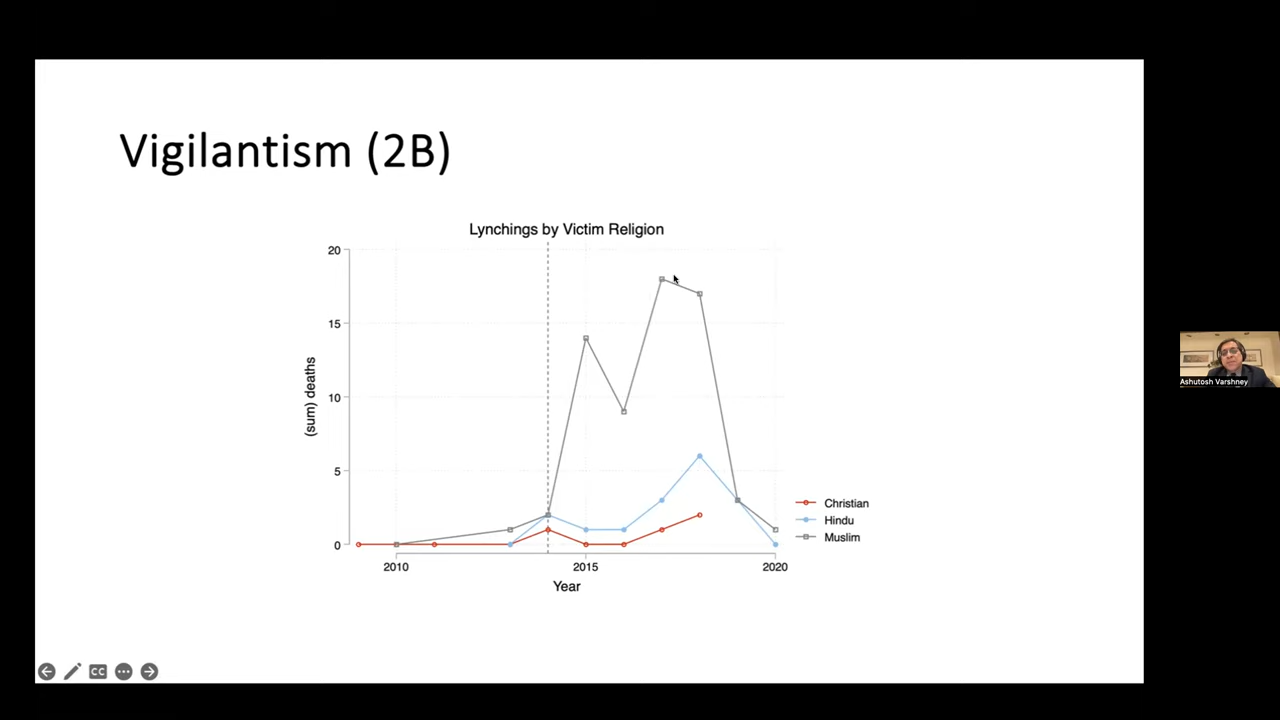 Vigilantism (2B)
Lynchings by Victim Religion
20
15
10
5
0
(sum) deaths
2010
2015
2020
Year
Christian
Hindu
Muslim
CC
Ashutosh Varshney